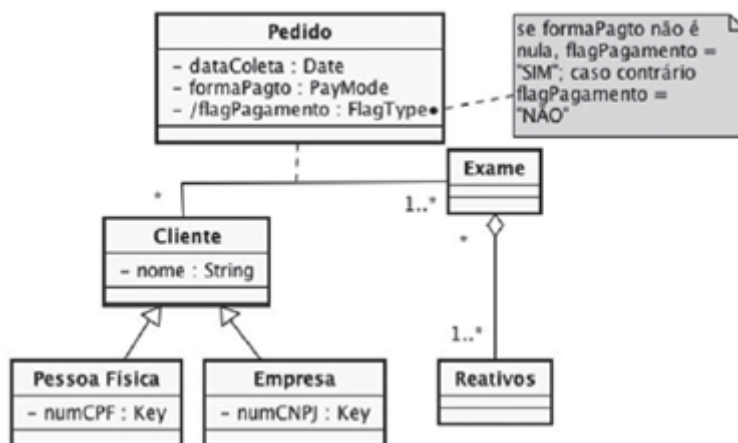 Pedido
- dataColeta : Date
- formaPagto : PayMode
- /flagPagamento : FlagType
se formaPagto não é
nula, flagPagamento =
"SIM"; caso contrário
flagPagamento =
"NÃO"
Exame
*
1..*
*
Cliente
- nome : String
1..*
Pessoa Física
- numCPF : Key
Empresa
- numCNPJ : Key
Reativos